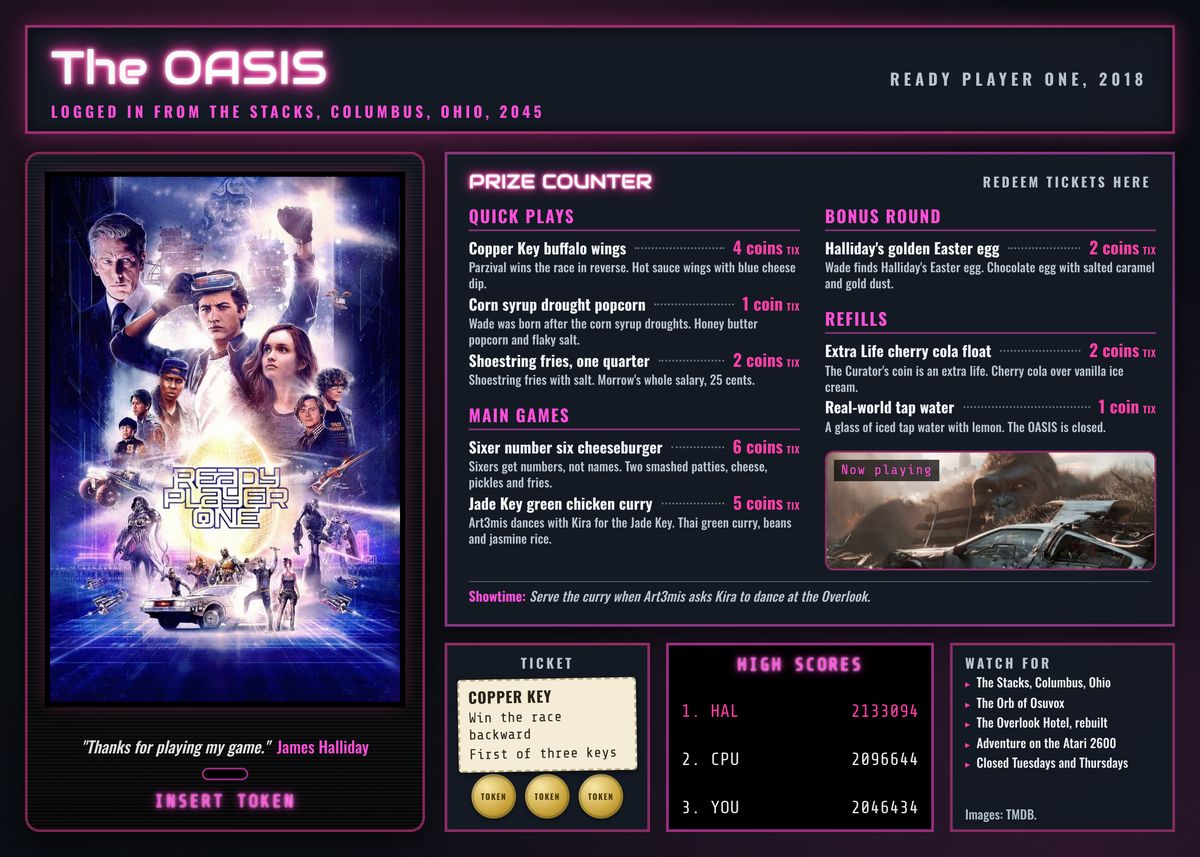 The OASIS
LOGGED IN FROM THE STACKS, COLUMBUS, OHIO, 2045
READY PLAYER ONE, 2018
READY
PLAYER
ONE
"Thanks for playing my game." James Halliday
INSERT TOKEN
PRIZE COUNTER
REDEEM TICKETS HERE
QUICK PLAYS
Copper Key buffalo wings 4 coins TIX
Parzival wins the race in reverse. Hot sauce wings with blue cheese
dip.
Corn syrup drought popcorn 1 coin TIX
Wade was born after the corn syrup droughts. Honey butter
popcorn and flaky salt.
Shoestring fries, one quarter 2 coins TIX
Shoestring fries with salt. Morrow's whole salary, 25 cents.
MAIN GAMES
Sixer number six cheeseburger 6 coins TIX
Sixers get numbers, not names. Two smashed patties, cheese,
pickles and fries.
Jade Key green chicken curry 5 coins TIX
Art3mis dances with Kira for the Jade Key. Thai green curry, beans
and jasmine rice.
BONUS ROUND
Halliday's golden Easter egg 2 coins TIX
Wade finds Halliday's Easter egg. Chocolate egg with salted caramel
and gold dust.
REFILLS
Extra Life cherry cola float 2 coins TIX
The Curator's coin is an extra life. Cherry cola over vanilla ice
cream.
Real-world tap water 1 coin TIX
A glass of iced tap water with lemon. The OASIS is closed.
Now playing
Showtime: Serve the curry when Art3mis asks Kira to dance at the Overlook.
TICKET
COPPER KEY
Win the race
backward
First of three keys
TOKEN TOKEN TOKEN
HIGH SCORES
1. HAL 2133094
2. CPU 2096644
3. YOU 2046434
WATCH FOR
▸ The Stacks, Columbus, Ohio
▸ The Orb of Osuvox
▸ The Overlook Hotel, rebuilt
▸ Adventure on the Atari 2600
▸ Closed Tuesdays and Thursdays
Images: TMDB.